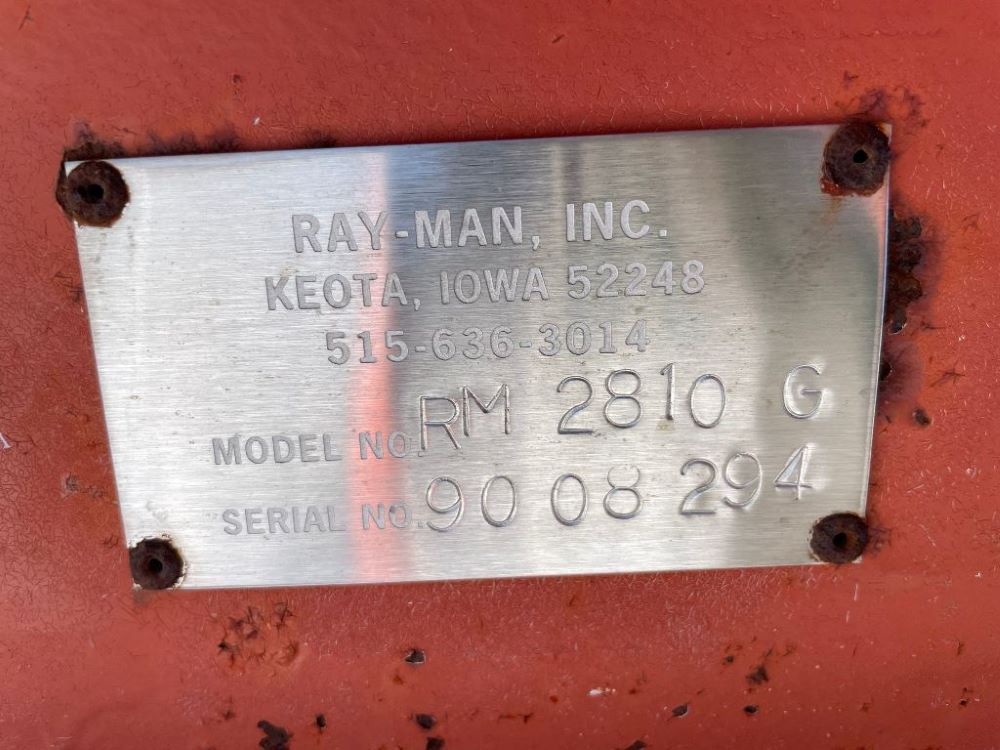 RAY-MAN, INC.
KEOTA, IOWA 52248
515-636-3014
MODEL NO. RM 2810 G
SERIAL NO. 90 08 294